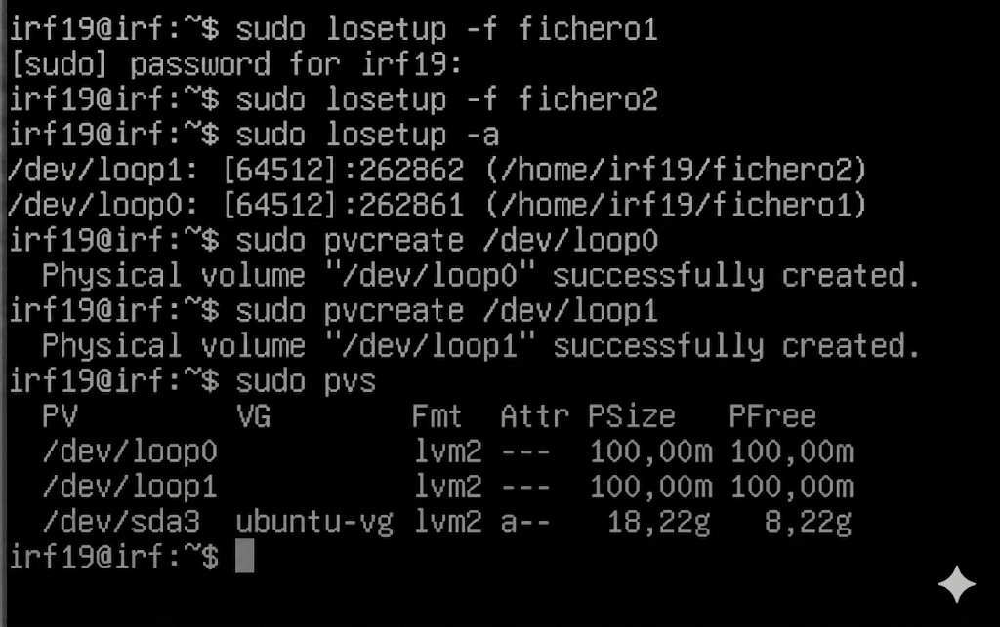 irf19@irf:~$ sudo losetup -f fichero1
[sudo] password for irf19:
irf19@irf:~$ sudo losetup -f fichero2
irf19@irf:~$ sudo losetup -a
/dev/loop1: [64512]:262862 (/home/irf19/fichero2)
/dev/loop0: [64512]:262861 (/home/irf19/fichero1)
irf19@irf:~$ sudo pvcreate /dev/loop0
  Physical volume "/dev/loop0" successfully created.
irf19@irf:~$ sudo pvcreate /dev/loop1
  Physical volume "/dev/loop1" successfully created.
irf19@irf:~$ sudo pvs
  PV         VG        Fmt  Attr PSize   PFree
  /dev/loop0           lvm2 ---  100,00m 100,00m
  /dev/loop1           lvm2 ---  100,00m 100,00m
  /dev/sda3  ubuntu-vg lvm2 a--   18,22g   8,22g
irf19@irf:~$